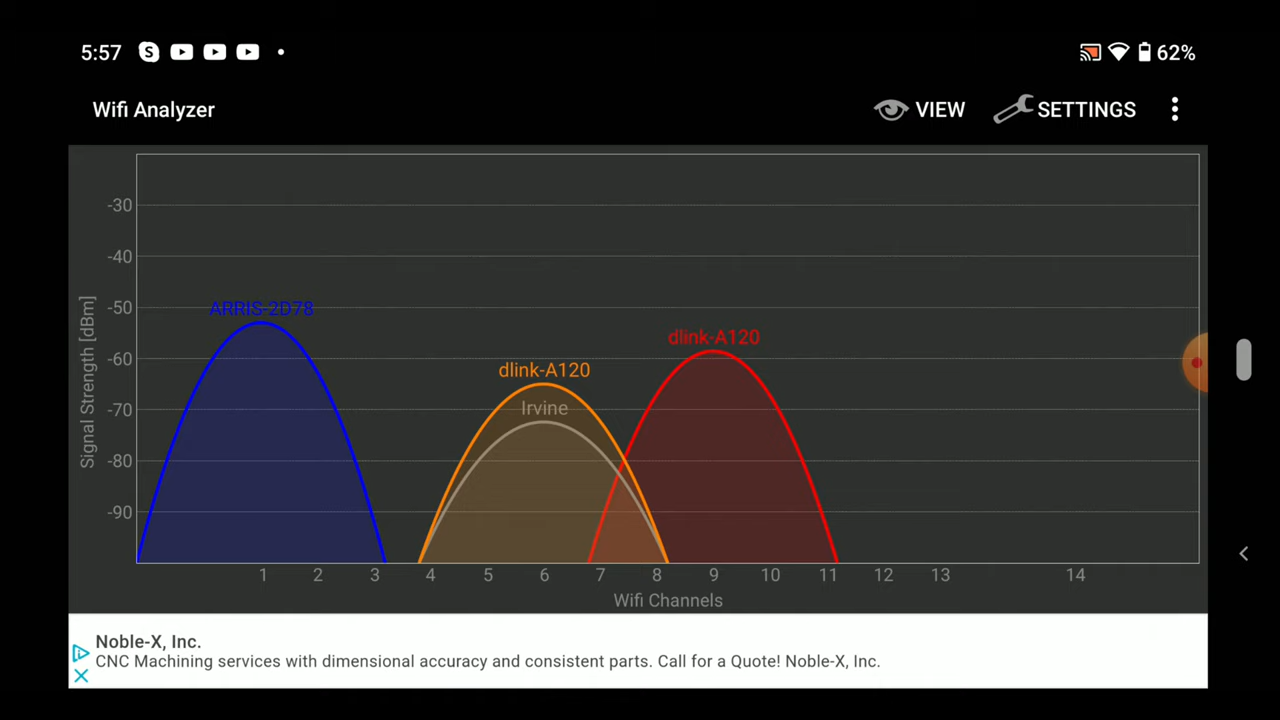 5:57 62%
Wifi Analyzer VIEW SETTINGS
-30
-40
-50
-60
-70
-80
-90
Signal Strength [dBm]
ARRIS-2D78
dlink-A120
dlink-A120
Irvine
1 2 3 4 5 6 7 8 9 10 11 12 13 14
Wifi Channels
Noble-X, Inc.
CNC Machining services with dimensional accuracy and consistent parts. Call for a Quote! Noble-X, Inc.